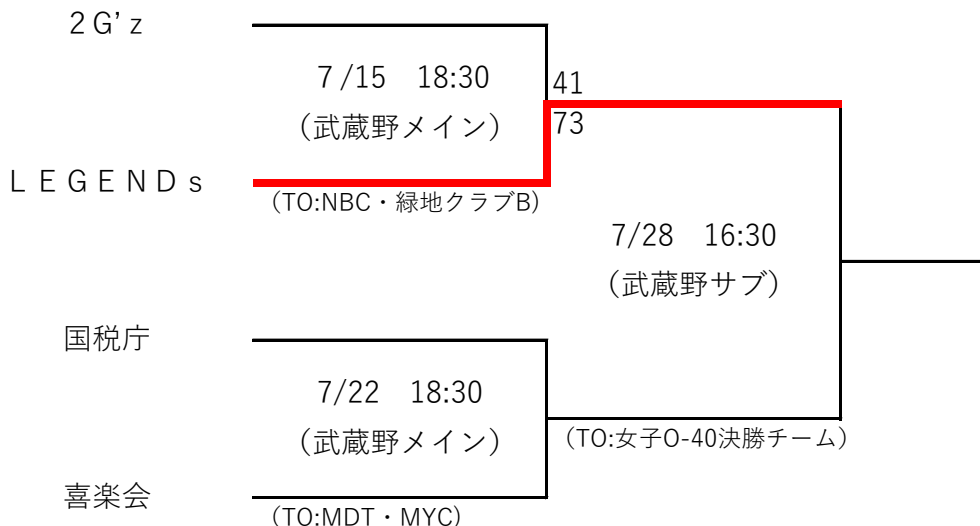 ２G’ｚ
７/15　18:30
（武蔵野メイン）
41
73
ＬＥＧＥＮＤｓ
（TO:NBC・緑地クラブB)
7/28　16:30
（武蔵野サブ）
国税庁
7/22　18:30
（武蔵野メイン）
（TO:女子O-40決勝チーム）
喜楽会
（TO:MDT・MYC)